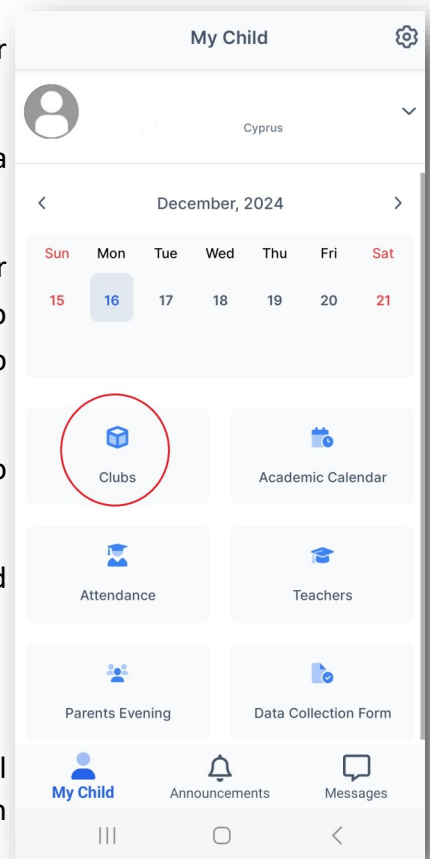 My Child
Cyprus
December, 2024
Sun Mon Tue Wed Thu Fri Sat
15 16 17 18 19 20 21
Clubs
Academic Calendar
Attendance
Teachers
Parents Evening
Data Collection Form
My Child
Announcements
Messages